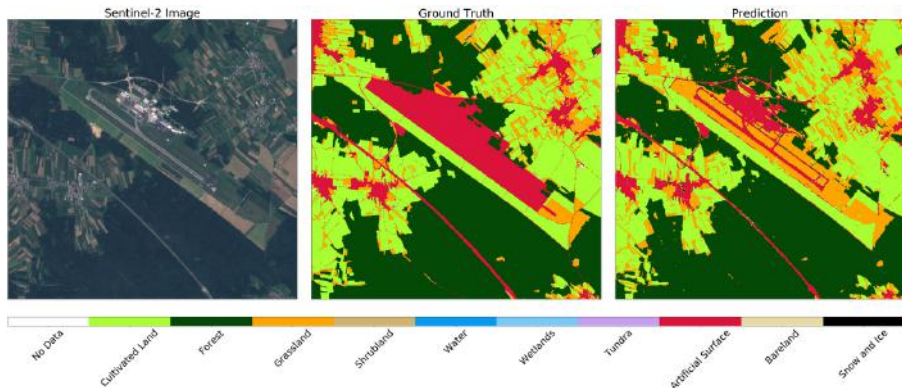 Sentinel-2 Image
Ground Truth
Prediction
No Data
Cultivated Land
Forest
Grassland
Shrubland
Water
Wetlands
Tundra
Artificial Surface
Bareland
Snow and Ice